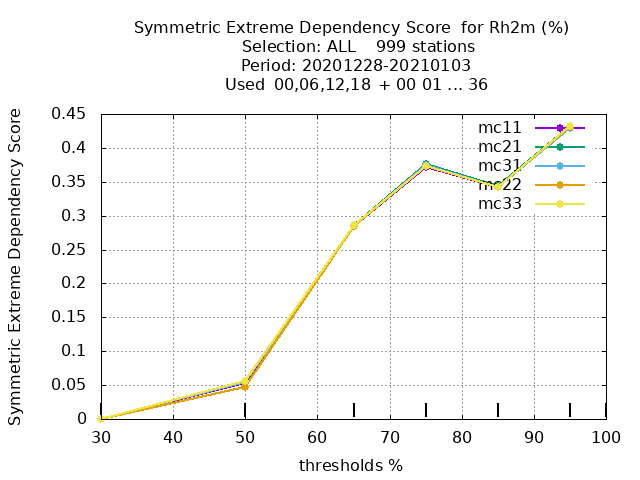 Symmetric Extreme Dependency Score  for Rh2m (%)
Selection: ALL    999 stations
Period: 20201228-20210103
Used  00,06,12,18  + 00 01 ... 36
Symmetric Extreme Dependency Score
0.45
0.4
0.35
0.3
0.25
0.2
0.15
0.1
0.05
0
mc11
mc21
mc31
mc22
mc33
30 40 50 60 70 80 90 100
thresholds %